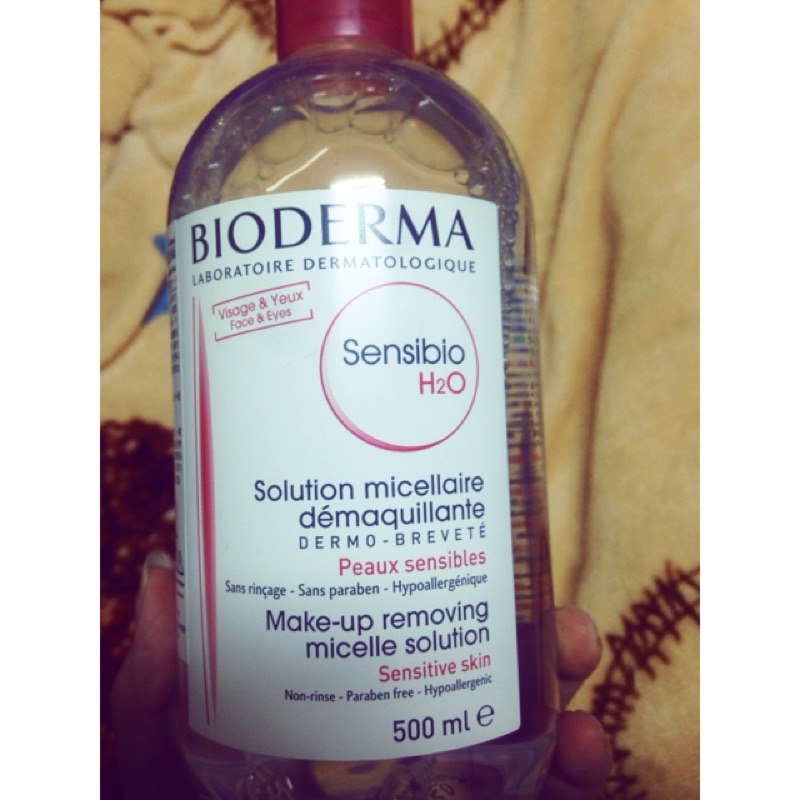 BIODERMA
LABORATOIRE DERMATOLOGIQUE
Visage & Yeux
Face & Eyes
Sensibio
H2O
Solution micellaire
démaquillante
DERMO-BREVETÉ
Peaux sensibles
Sans rinçage - Sans paraben - Hypoallergénique
Make-up removing
micelle solution
Sensitive skin
Non-rinse - Paraben free - Hypoallergenic
500 ml e